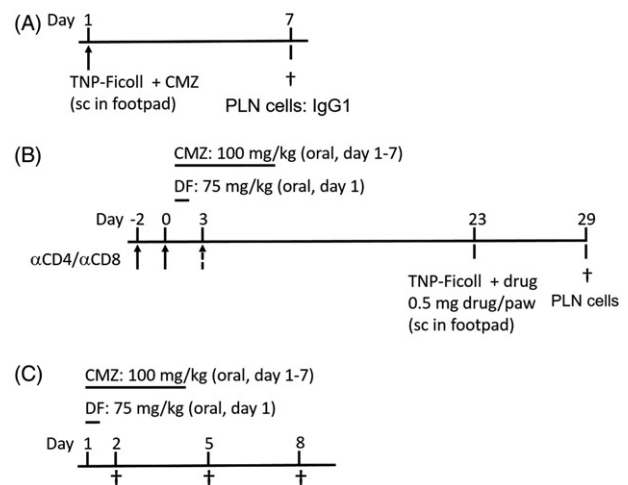 (A) Day 1 7
TNP-Ficoll + CMZ
(sc in footpad)
†
PLN cells: IgG1
(B)
CMZ: 100 mg/kg (oral, day 1-7)
DF: 75 mg/kg (oral, day 1)
Day -2 0 3 23 29
αCD4/αCD8
TNP-Ficoll + drug
0.5 mg drug/paw
(sc in footpad)
†
PLN cells
(C)
CMZ: 100 mg/kg (oral, day 1-7)
DF: 75 mg/kg (oral, day 1)
Day 1 2 5 8
† † †